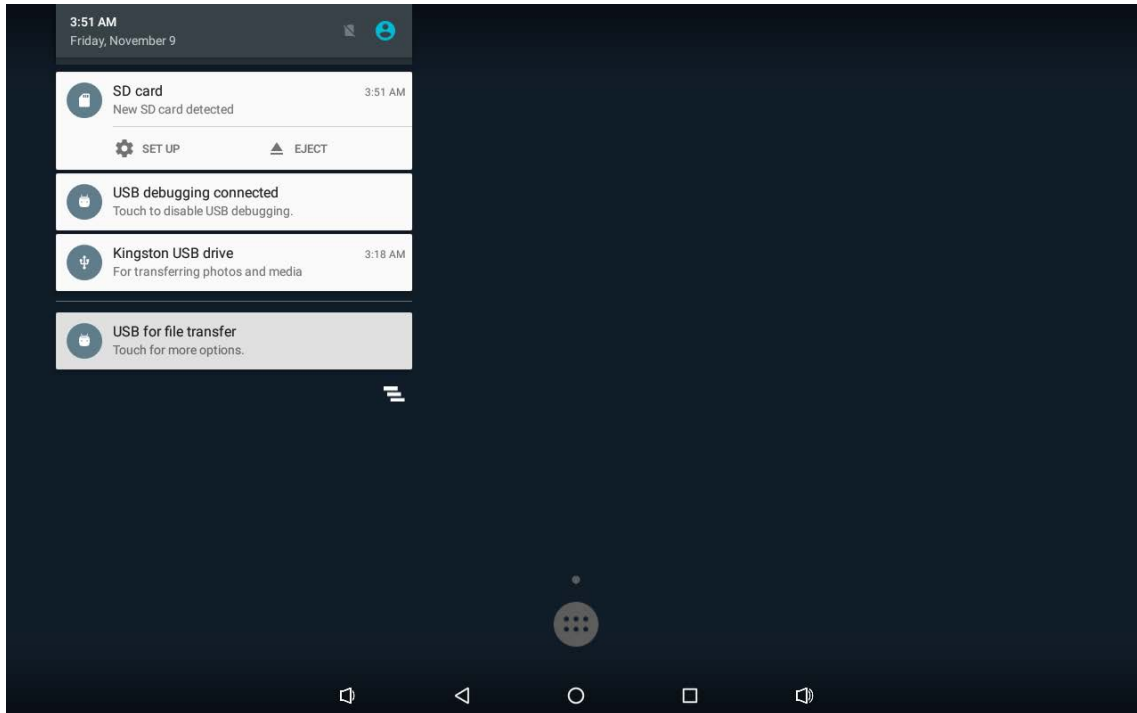 3:51 AM
Friday, November 9
SD card 3:51 AM
New SD card detected
SET UP EJECT
USB debugging connected
Touch to disable USB debugging.
Kingston USB drive 3:18 AM
For transferring photos and media
USB for file transfer
Touch for more options.